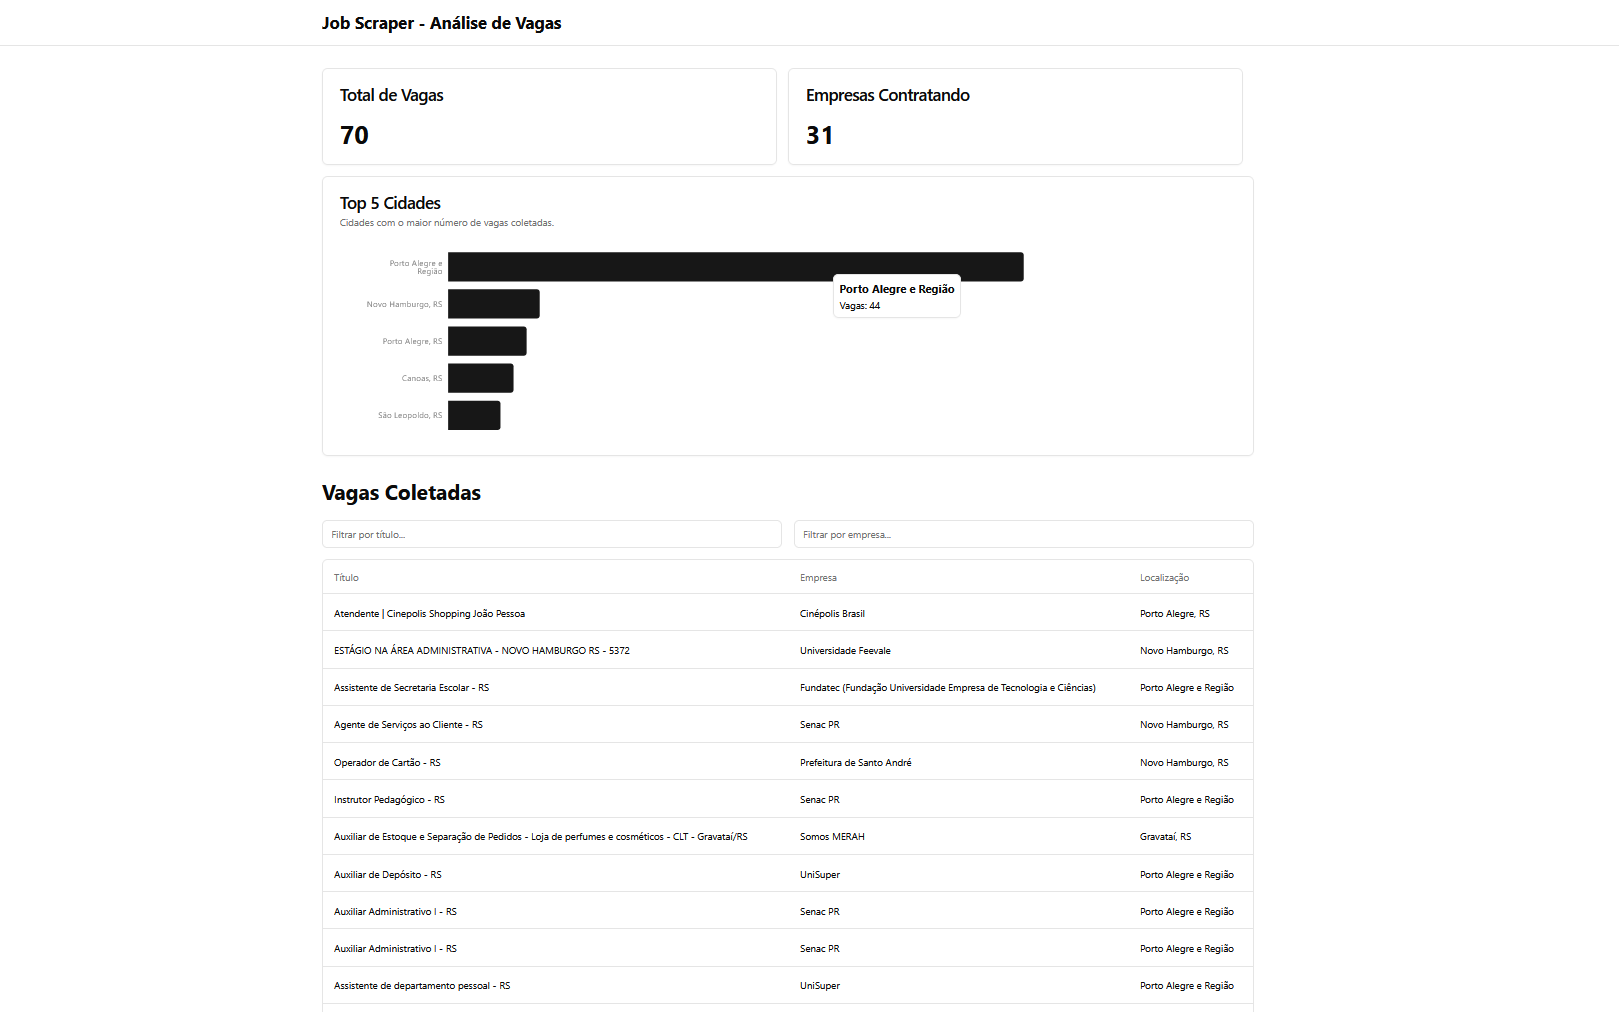 Job Scraper - Análise de Vagas
Total de Vagas
70
Empresas Contratando
31
Top 5 Cidades
Cidades com o maior número de vagas coletadas.
Porto Alegre e
Região
Novo Hamburgo, RS
Porto Alegre, RS
Canoas, RS
São Leopoldo, RS
Porto Alegre e Região
Vagas: 44
Vagas Coletadas
Filtrar por título...
Filtrar por empresa...
Título Empresa Localização
Atendente | Cinepolis Shopping João Pessoa Cinépolis Brasil Porto Alegre, RS
ESTÁGIO NA ÁREA ADMINISTRATIVA - NOVO HAMBURGO RS - 5372 Universidade Feevale Novo Hamburgo, RS
Assistente de Secretaria Escolar - RS Fundatec (Fundação Universidade Empresa de Tecnologia e Ciências) Porto Alegre e Região
Agente de Serviços ao Cliente - RS Senac PR Novo Hamburgo, RS
Operador de Cartão - RS Prefeitura de Santo André Novo Hamburgo, RS
Instrutor Pedagógico - RS Senac PR Porto Alegre e Região
Auxiliar de Estoque e Separação de Pedidos - Loja de perfumes e cosméticos - CLT - Gravataí/RS Somos MERAH Gravataí, RS
Auxiliar de Depósito - RS UniSuper Porto Alegre e Região
Auxiliar Administrativo I - RS Senac PR Porto Alegre e Região
Auxiliar Administrativo I - RS Senac PR Porto Alegre e Região
Assistente de departamento pessoal - RS UniSuper Porto Alegre e Região